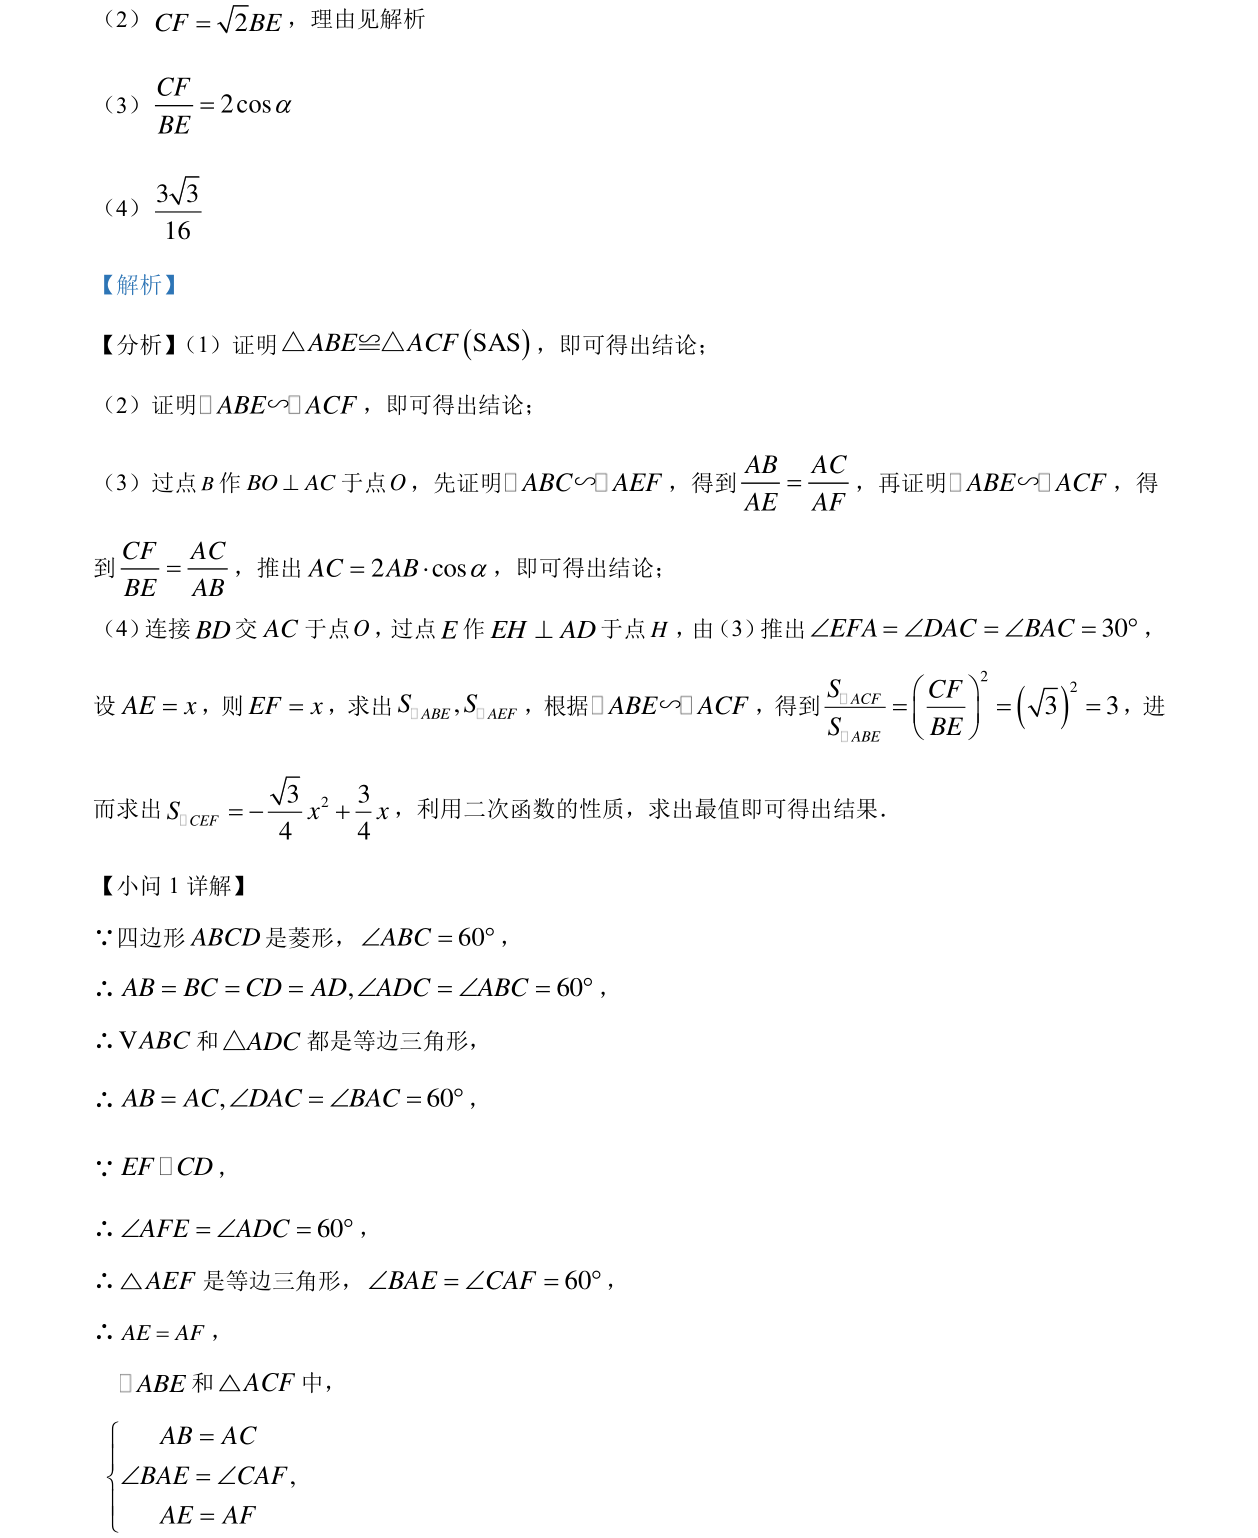 （2）CF = √2BE，理由见解析
（3）CF/BE = 2cosα
（4）3√3/16
【解析】
【分析】（1）证明△ABE≌△ACF(SAS)，即可得出结论；
（2）证明□ABE∽□ACF，即可得出结论；
（3）过点B作BO⊥AC于点O，先证明□ABC∽□AEF，得到AB/AE = AC/AF，再证明□ABE∽□ACF，得
到CF/BE = AC/AB，推出AC = 2AB·cosα，即可得出结论；
（4）连接BD交AC于点O，过点E作EH⊥AD于点H，由（3）推出∠EFA = ∠DAC = ∠BAC = 30°，
设AE = x，则EF = x，求出S□ABE,S□AEF，根据□ABE∽□ACF，得到S□ACF/S□ABE = (CF/BE)² = (√3)² = 3，进
而求出S□CEF = −√3/4x² + 3/4x，利用二次函数的性质，求出最值即可得出结果．
【小问1详解】
∵四边形ABCD是菱形，∠ABC = 60°，
∴AB = BC = CD = AD,∠ADC = ∠ABC = 60°，
∴VABC和△ADC都是等边三角形，
∴AB = AC,∠DAC = ∠BAC = 60°，
∵EF□CD，
∴∠AFE = ∠ADC = 60°，
∴△AEF是等边三角形，∠BAE = ∠CAF = 60°，
∴AE = AF，
□ABE和△ACF中，
AB = AC
∠BAE = ∠CAF,
AE = AF